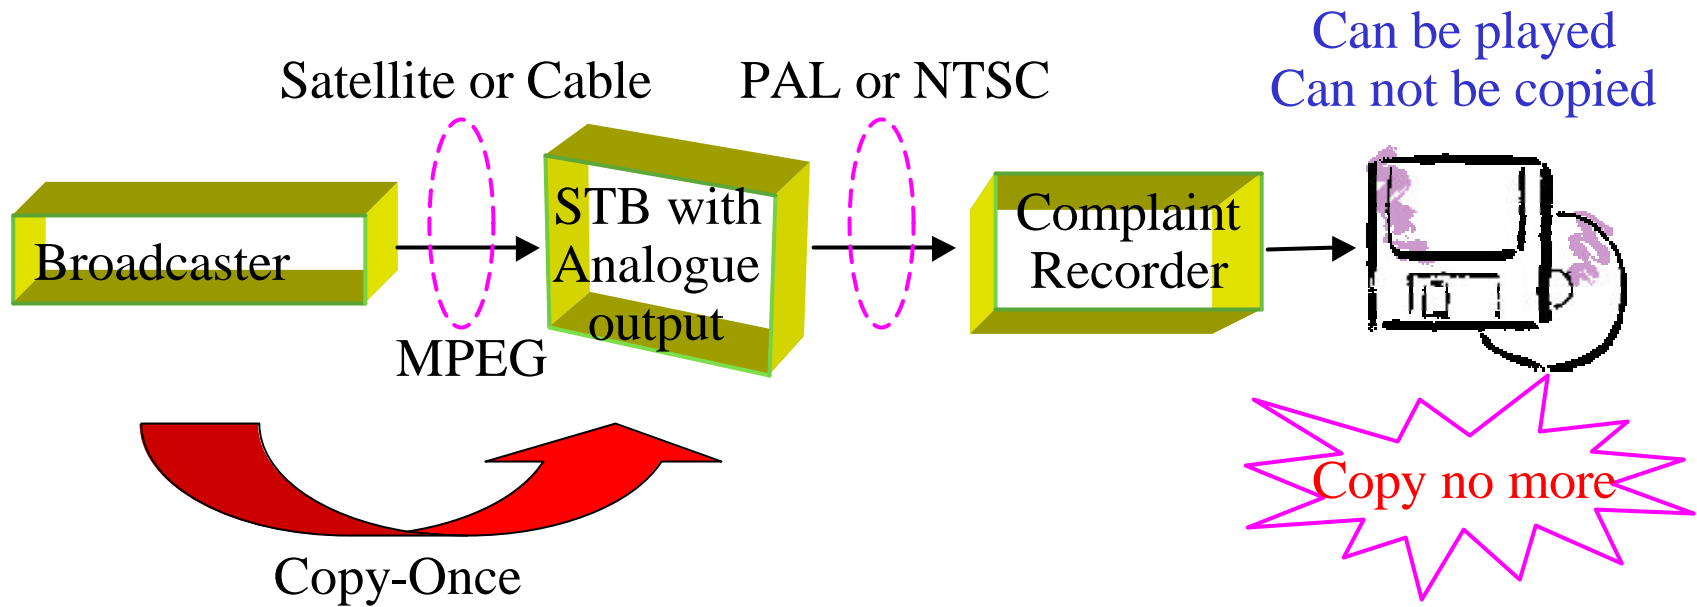 Can be played
Can not be copied
Satellite or Cable
PAL or NTSC
Broadcaster
MPEG
STB with
Analogue
output
Complaint
Recorder
Copy-Once
Copy no more